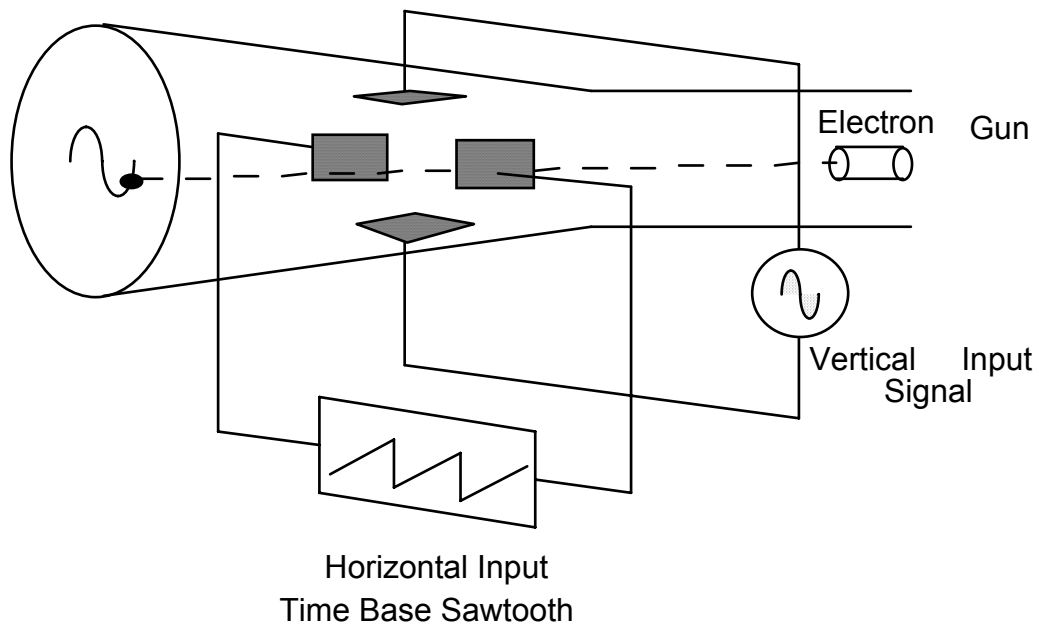 Electron Gun
Vertical Input
Signal
Horizontal Input
Time Base Sawtooth